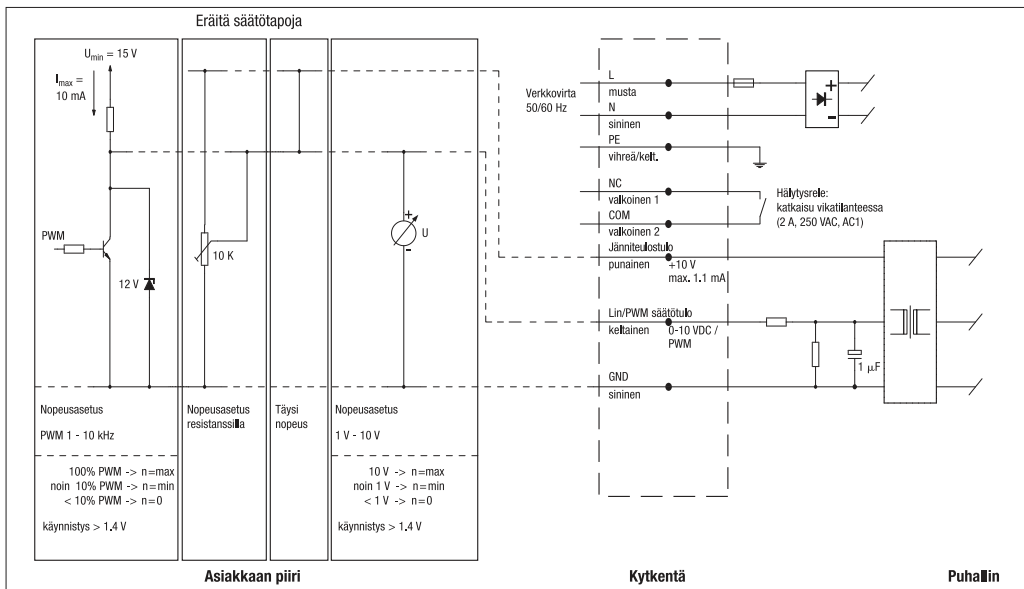 Eräitä säätötapoja
Umin = 15 V
Imax =
10 mA
PWM
12 V
10 K
+
U
-
Nopeusasetus
PWM 1 - 10 kHz
100% PWM -> n=max
noin 10% PWM -> n=min
< 10% PWM -> n=0
käynnistys > 1.4 V
Nopeusasetus
resistanssilla
Täysi
nopeus
Nopeusasetus
1 V - 10 V
10 V -> n=max
noin 1 V -> n=min
< 1 V -> n=0
käynnistys > 1.4 V
Asiakkaan piiri
Verkkovirta
50/60 Hz
L
musta
N
sininen
PE
vihreä/kelt.
NC
valkoinen 1
COM
valkoinen 2
Jänniteulostulo
punainen
+10 V
max. 1.1 mA
Lin/PWM säätötulo
keltainen
0-10 VDC /
PWM
GND
sininen
+
-
Hälytysrele:
katkaisu vikatilanteessa
(2 A, 250 VAC, AC1)
1 µF
Kytkentä
Puhallin